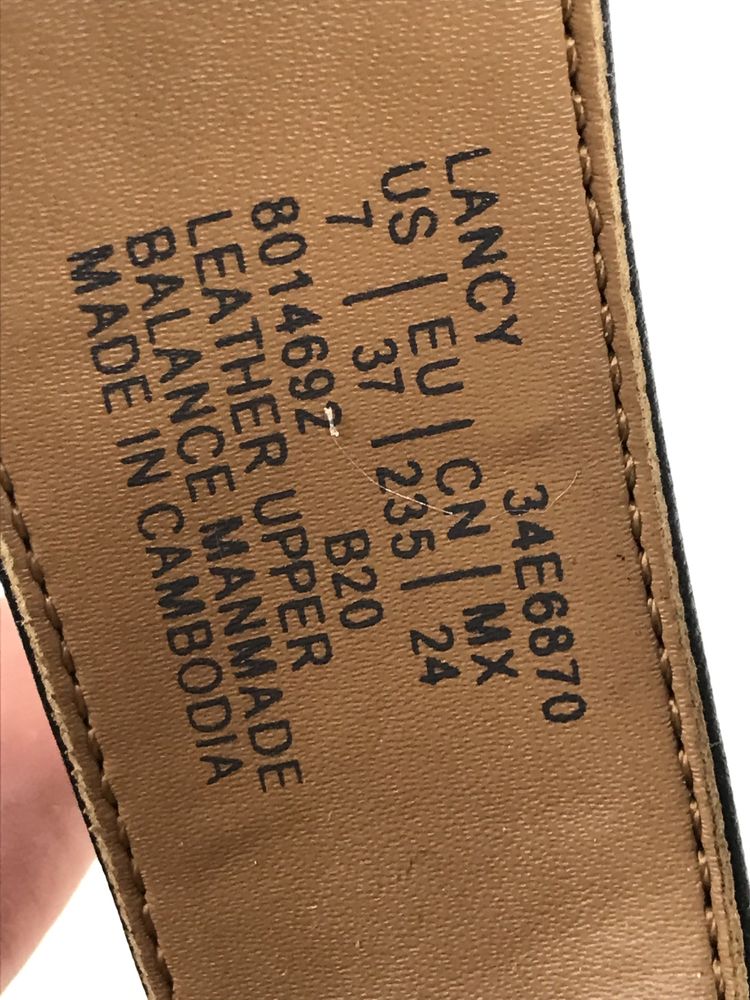 LANCY 34E6870
US | EU | CN | MX
7 | 37 | 235 | 24
8014692 B20
LEATHER UPPER
BALANCE MANMADE
MADE IN CAMBODIA